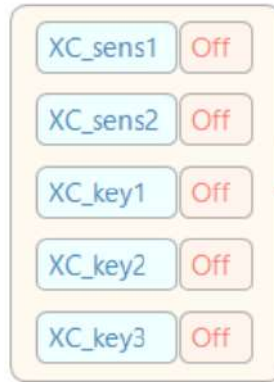 XC_sens1 Off
XC_sens2 Off
XC_key1 Off
XC_key2 Off
XC_key3 Off